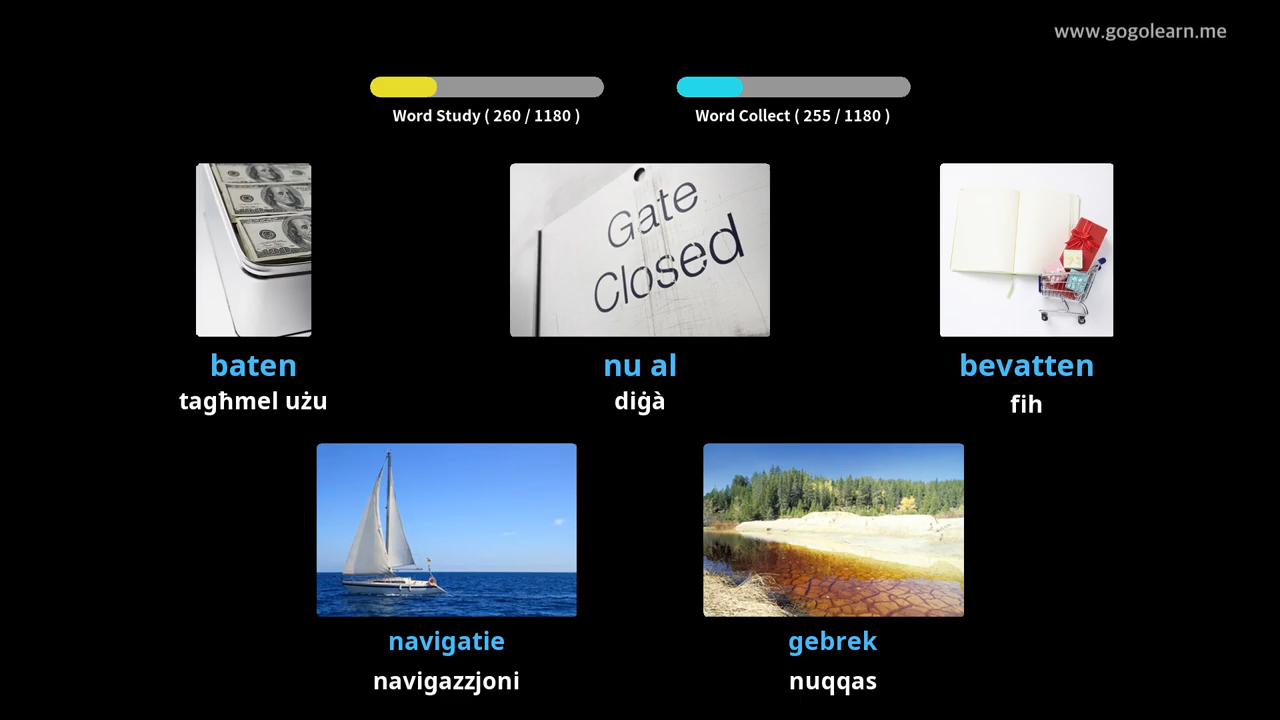 www.gogolearn.me
Word Study ( 260 / 1180 )
Word Collect ( 255 / 1180 )
Gate
Closed
baten
tagħmel użu
nu al
diġà
bevatten
fih
navigatie
navigazzjoni
gebrek
nuqqas